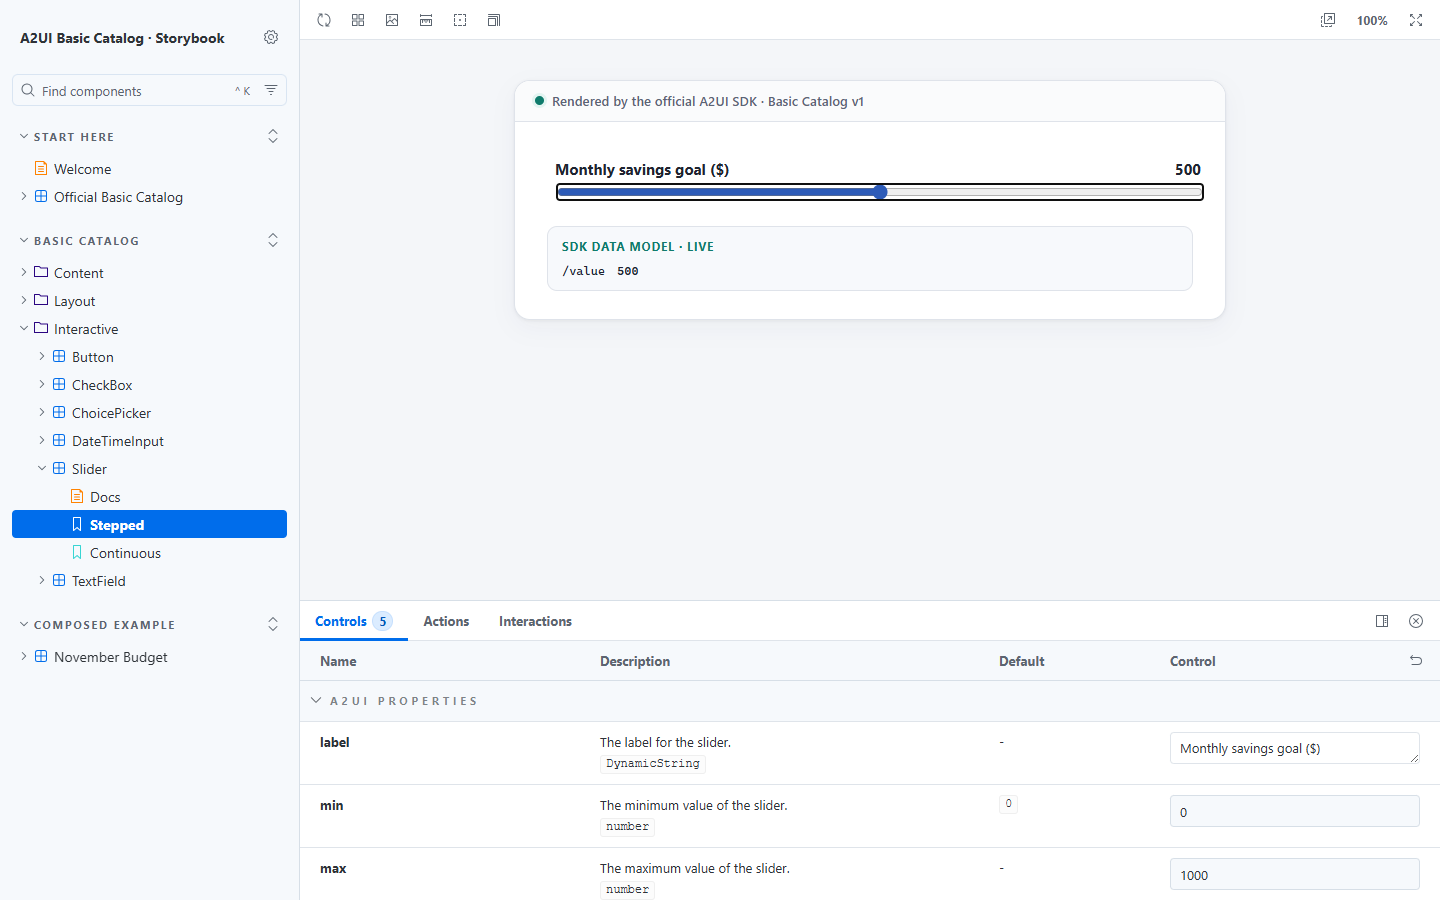 A2UI Basic Catalog · Storybook
Find components
^ K
START HERE
Welcome
Official Basic Catalog
BASIC CATALOG
Content
Layout
Interactive
Button
CheckBox
ChoicePicker
DateTimeInput
Slider
Docs
Stepped
Continuous
TextField
COMPOSED EXAMPLE
November Budget
100%
Rendered by the official A2UI SDK · Basic Catalog v1
Monthly savings goal ($) 500
SDK DATA MODEL · LIVE
/value 500
Controls 5 Actions Interactions
Name Description Default Control
A2UI PROPERTIES
label The label for the slider. - Monthly savings goal ($)
DynamicString
min The minimum value of the slider. 0 0
number
max The maximum value of the slider. - 1000
number